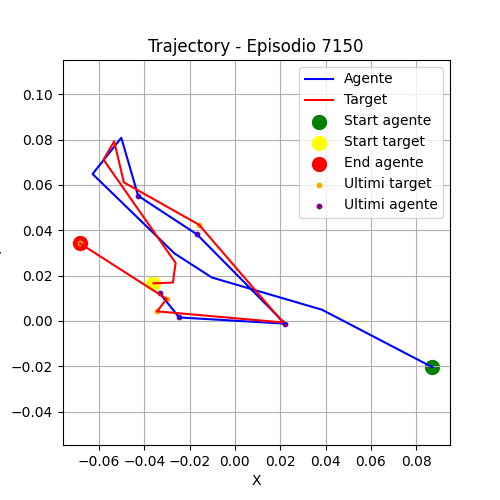 Trajectory - Episodio 7150
Agente
Target
Start agente
Start target
End agente
Ultimi target
Ultimi agente
0.10
0.08
0.06
0.04
0.02
0.00
−0.02
−0.04
−0.06 −0.04 −0.02 0.00 0.02 0.04 0.06 0.08
X